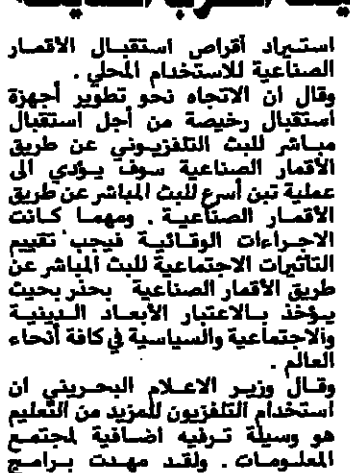 استيراد أقراص استقبال الأقمار
الصناعية للاستخدام المحلي .
وقال ان الاتجاه نحو تطوير أجهزة
استقبال رخيصة من أجل استقبال
مباشر للبث التلفزيوني عن طريق
الأقمار الصناعية سوف يؤدي الى
عملية تبن أسرع للبث المباشر عن طريق
الأقمار الصناعية . ومهما كانت
الاجراءات الوقائية فيجب تقييم
التأثيرات الاجتماعية للبث المباشر عن
طريق الأقمار الصناعية بحذر بحيث
يؤخذ بالاعتبار الأبعاد الدينية
والاجتماعية والسياسية في كافة أنحاء
العالم .
وقال وزير الاعلام البحريني ان
استخدام التلفزيون للمزيد من التعليم
هو وسيلة ترفيه اضافية لمجتمع
المعلومات . ولقد مهدت برامج